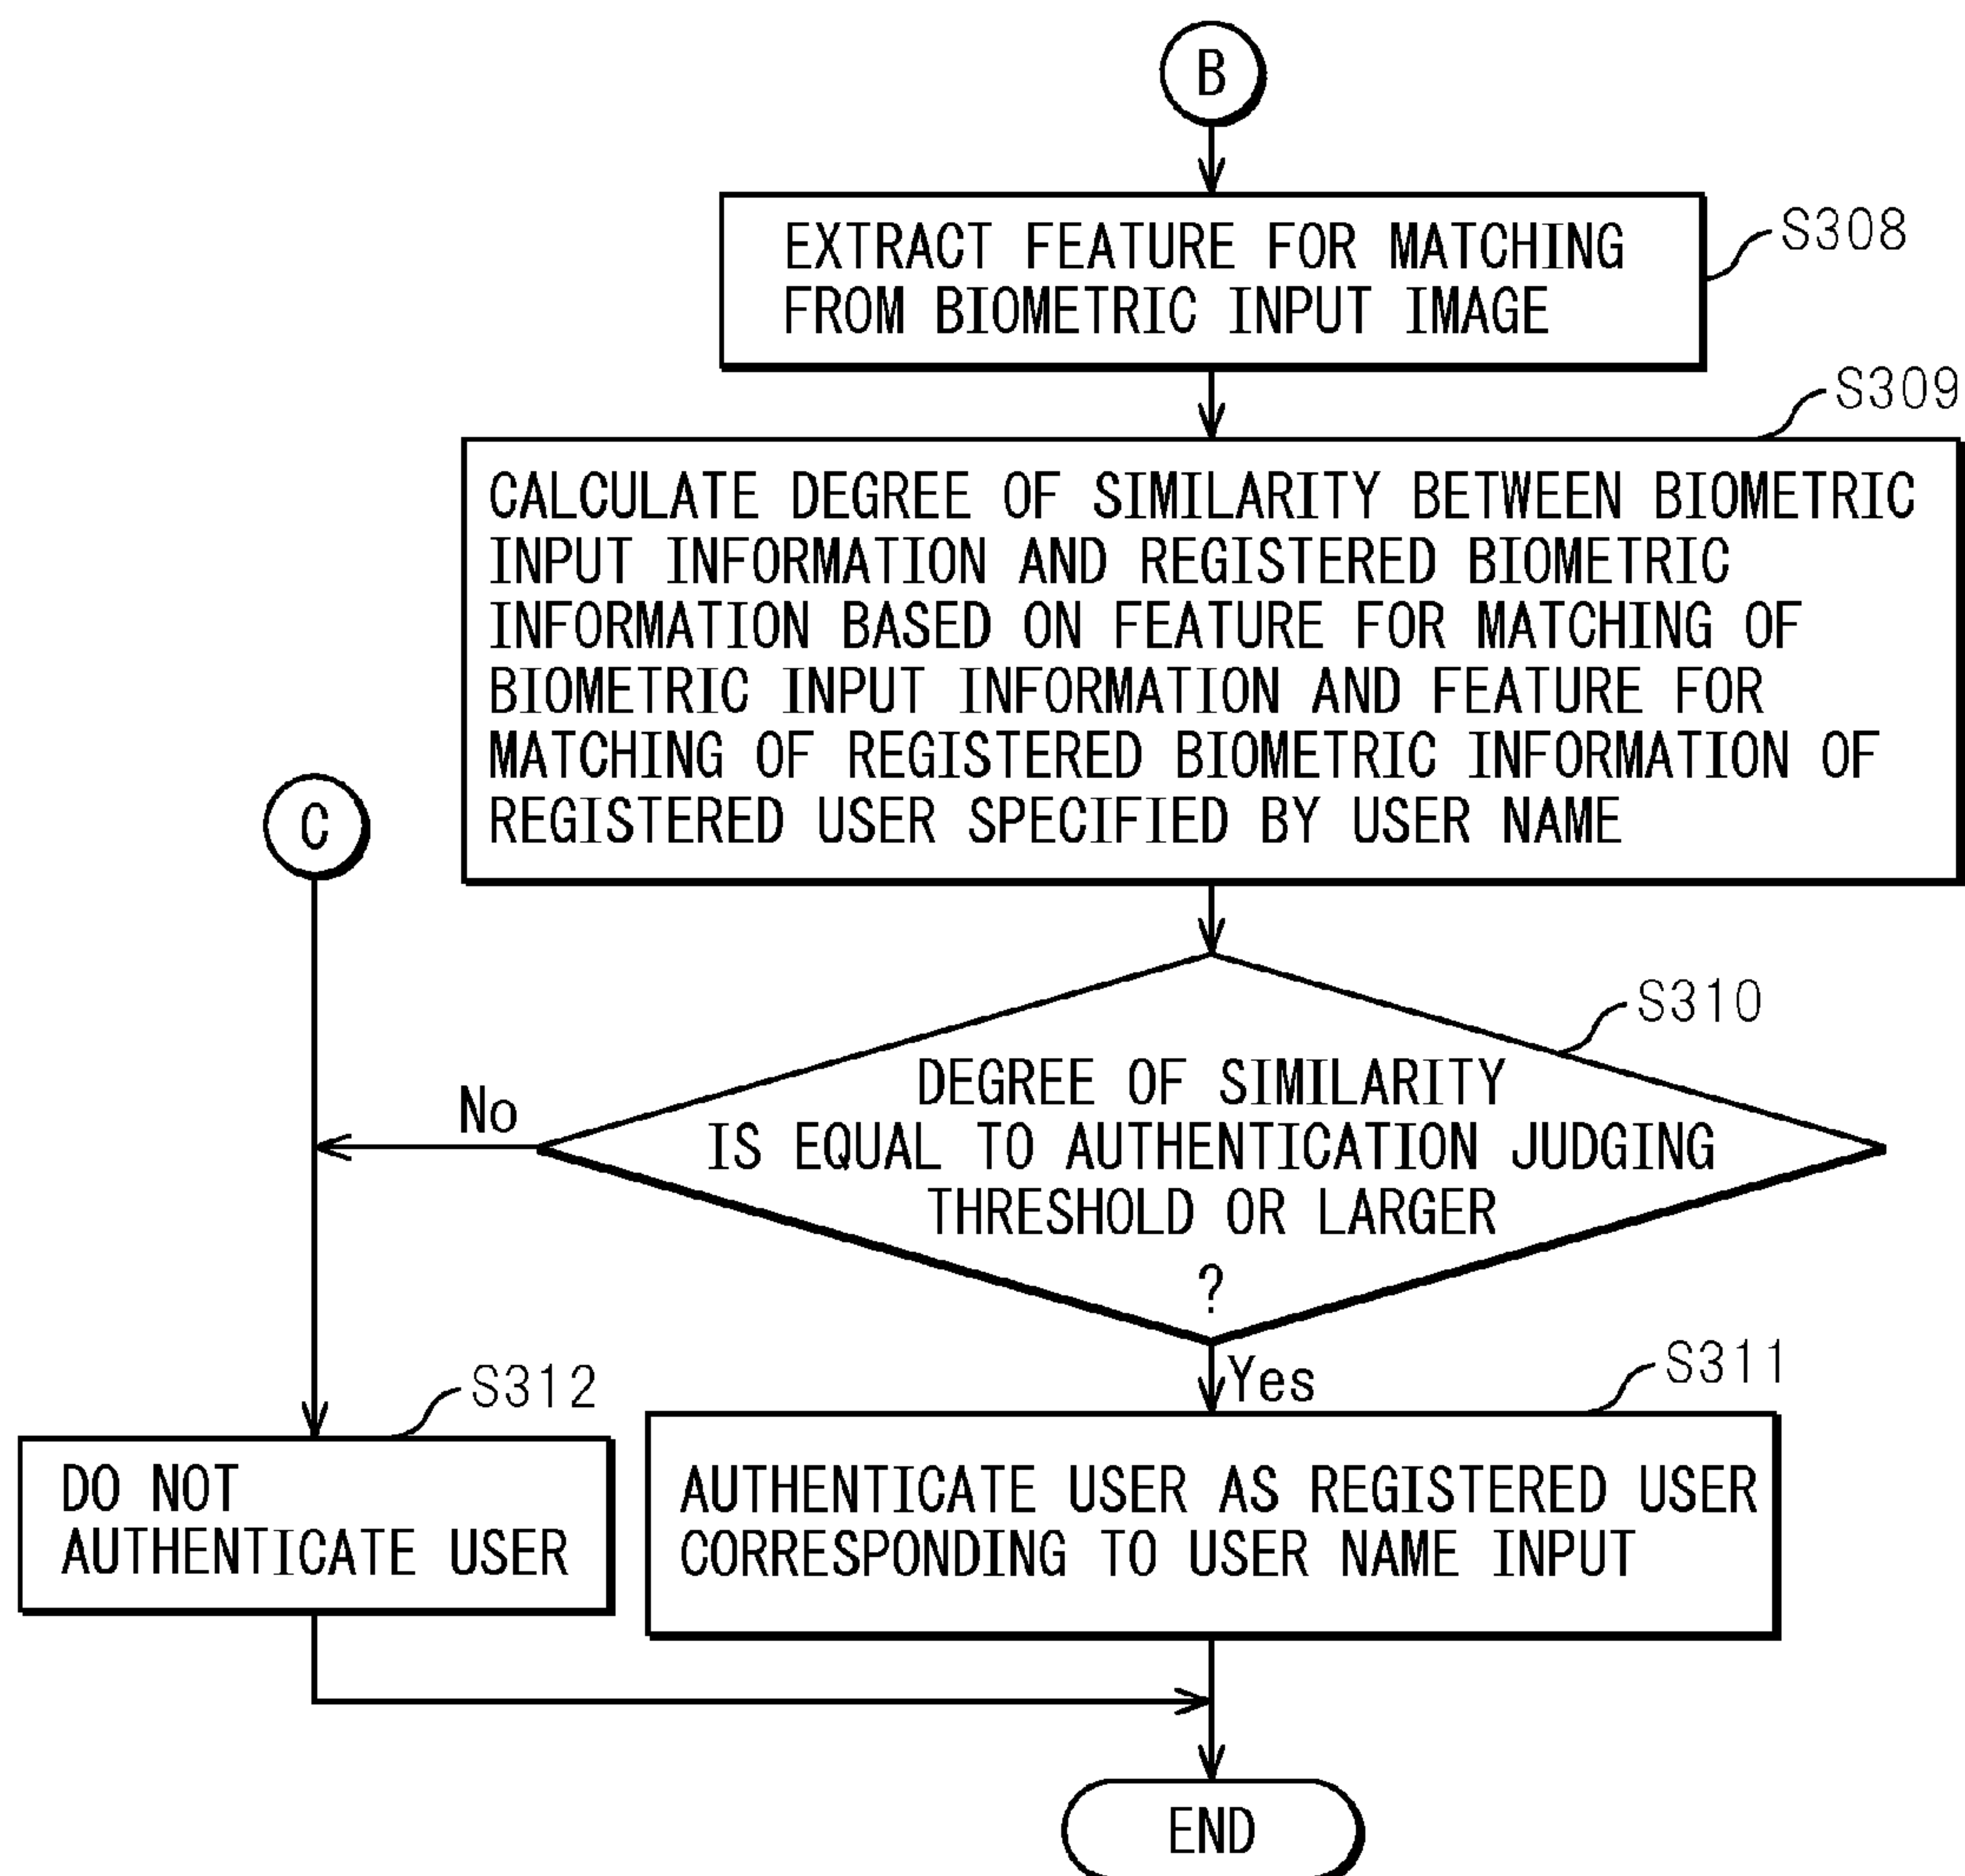 B
EXTRACT FEATURE FOR MATCHING
FROM BIOMETRIC INPUT IMAGE
S308
S309
CALCULATE DEGREE OF SIMILARITY BETWEEN BIOMETRIC
INPUT INFORMATION AND REGISTERED BIOMETRIC
INFORMATION BASED ON FEATURE FOR MATCHING OF
BIOMETRIC INPUT INFORMATION AND FEATURE FOR
MATCHING OF REGISTERED BIOMETRIC INFORMATION OF
REGISTERED USER SPECIFIED BY USER NAME
C
S310
DEGREE OF SIMILARITY
IS EQUAL TO AUTHENTICATION JUDGING
THRESHOLD OR LARGER
?
No
Yes
S312
DO NOT
AUTHENTICATE USER
S311
AUTHENTICATE USER AS REGISTERED USER
CORRESPONDING TO USER NAME INPUT
END